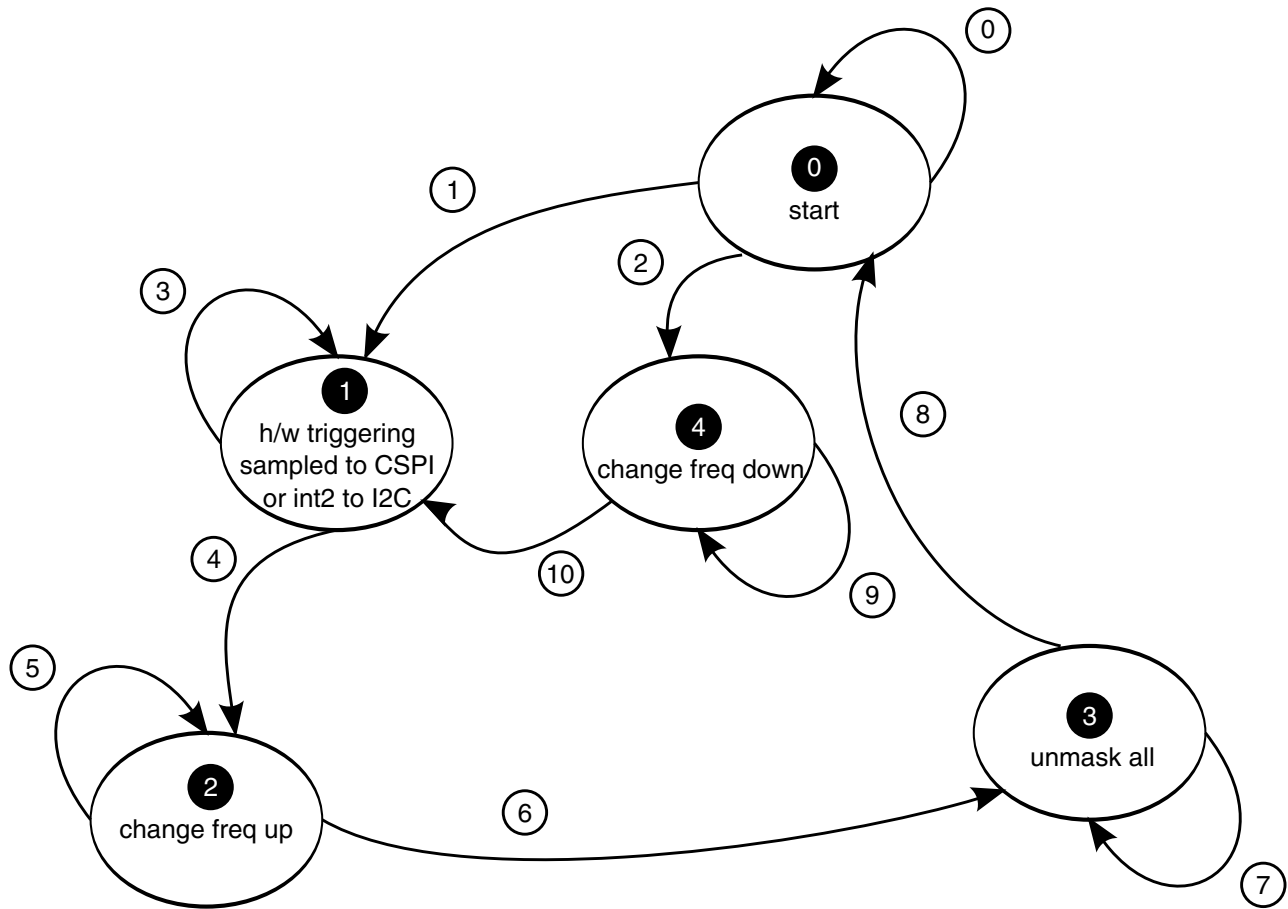 0
0
start
1
2
3
1
h/w triggering
sampled to CSPI
or int2 to I2C
4
change freq down
8
4
10
9
5
2
change freq up
6
3
unmask all
7